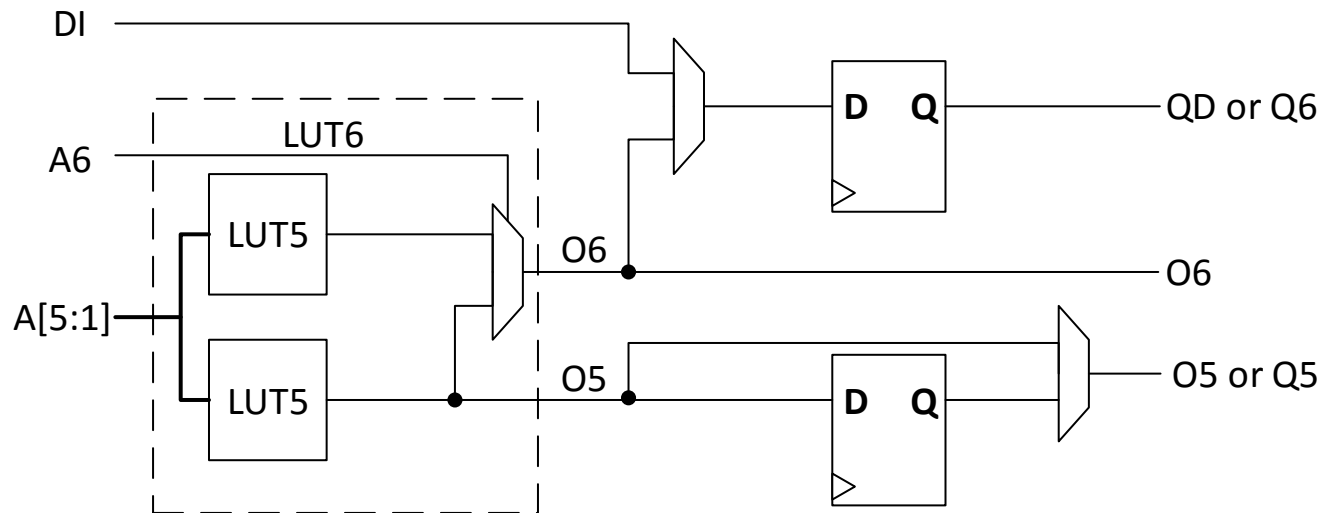 DI
LUT6
A6
LUT5
A[5:1]
LUT5
O6
O5
D Q
QD or Q6
O6
D Q
O5 or Q5